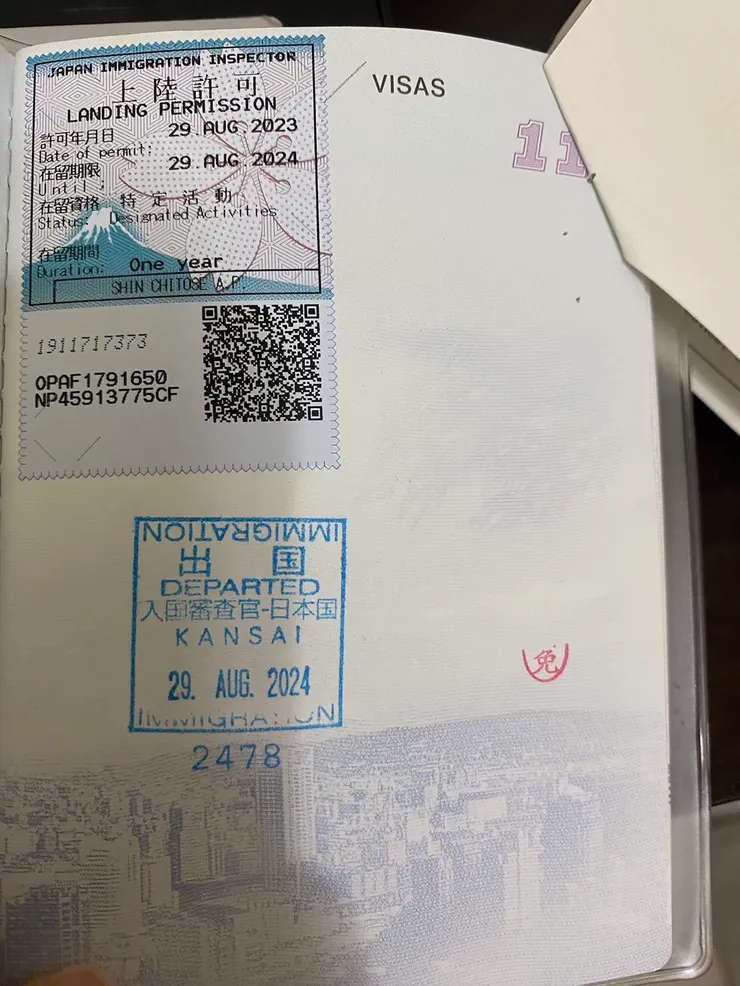 JAPAN IMMIGRATION INSPECTOR
上陸許可
LANDING PERMISSION
許可年月日 29 AUG 2023
Date of permit:
在留期限 29 AUG 2024
Until :
在留資格 特定活動
Status: Designated Activities
在留期間
Duration: One year
SHIN CHITOSE A.P.
1911717373
OPAF1791650
NP45913775CF
VISAS
11
IMMIGRATION
出国
DEPARTED
入国審査官-日本国
KANSAI
29. AUG. 2024
IMMIGRATION
2478
免